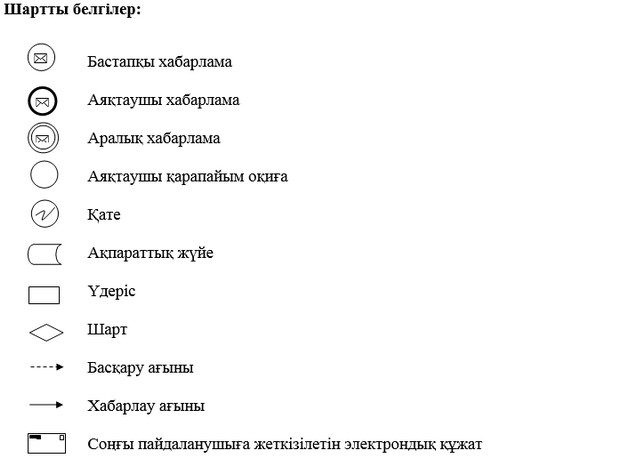 Шартты белгілер:
Бастапқы хабарлама
Аяқтаушы хабарлама
Аралық хабарлама
Аяқтаушы қарапайым оқиға
Қате
Ақпараттық жүйе
Үдеріс
Шарт
Басқару ағыны
Хабарлау ағыны
Соңғы пайдаланушыға жеткізілетін электрондық құжат